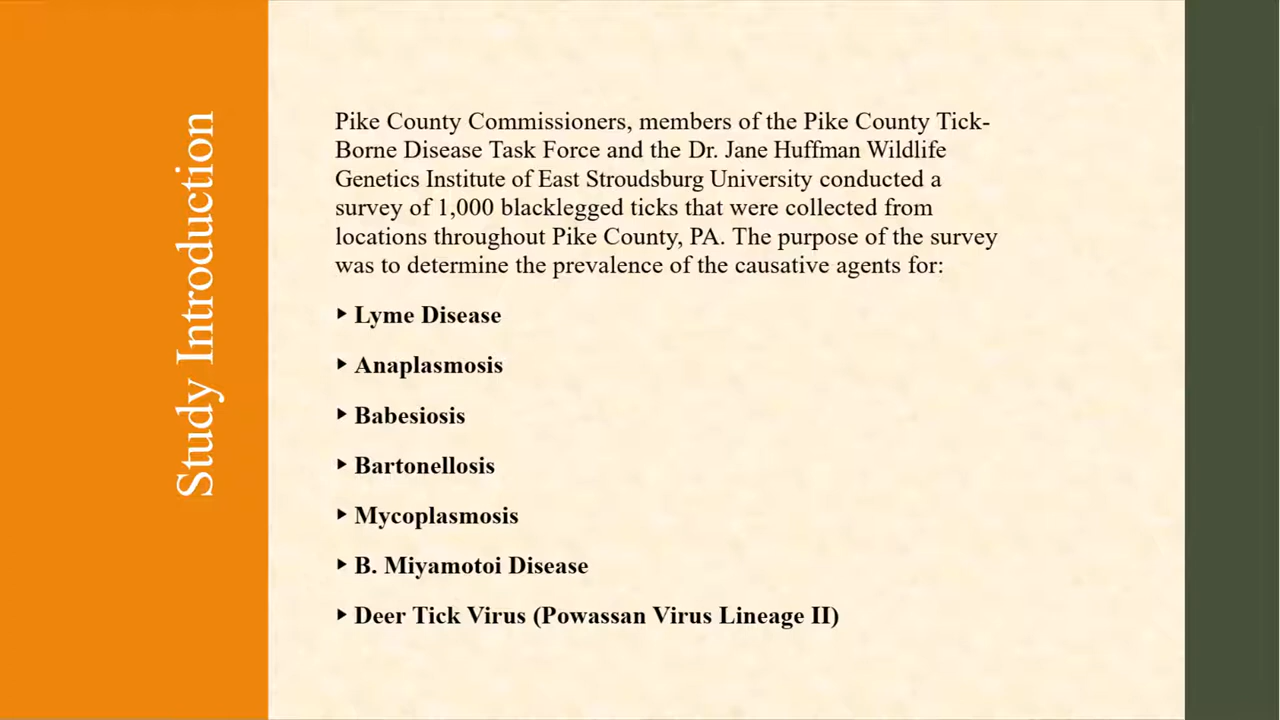 Study Introduction
Pike County Commissioners, members of the Pike County Tick-
Borne Disease Task Force and the Dr. Jane Huffman Wildlife
Genetics Institute of East Stroudsburg University conducted a
survey of 1,000 blacklegged ticks that were collected from
locations throughout Pike County, PA. The purpose of the survey
was to determine the prevalence of the causative agents for:
‣ Lyme Disease
‣ Anaplasmosis
‣ Babesiosis
‣ Bartonellosis
‣ Mycoplasmosis
‣ B. Miyamotoi Disease
‣ Deer Tick Virus (Powassan Virus Lineage II)